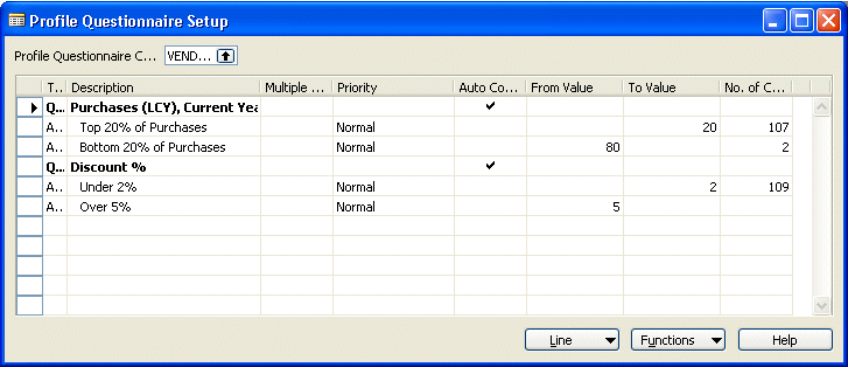 Profile Questionnaire Setup
Profile Questionnaire C... VEND...
T.. Description Multiple ... Priority Auto Co... From Value To Value No. of C...
Q... Purchases (LCY), Current Yea
A.. Top 20% of Purchases Normal 20 107
A.. Bottom 20% of Purchases Normal 80 2
Q... Discount %
A.. Under 2% Normal 2 109
A.. Over 5% Normal 5
Line Functions Help